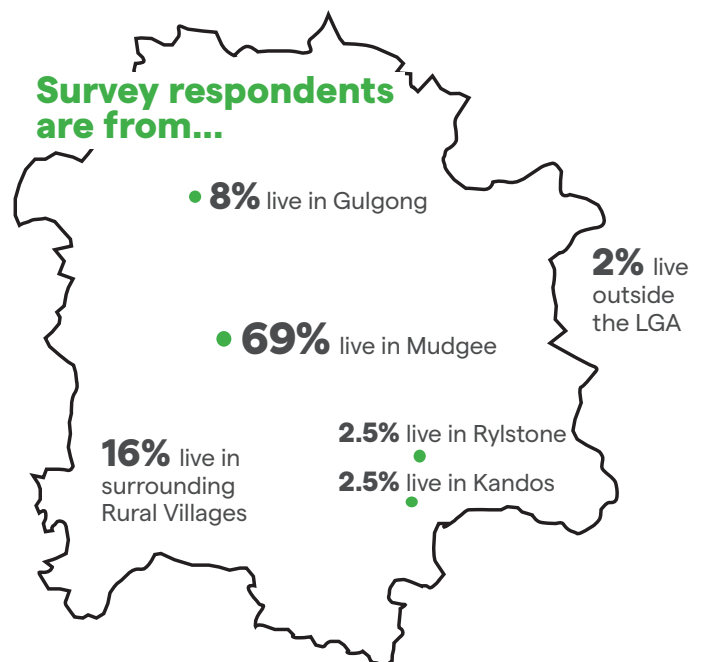 Survey respondents
are from...
8% live in Gulgong
2% live
outside
the LGA
69% live in Mudgee
2.5% live in Rylstone
16% live in
surrounding
Rural Villages
2.5% live in Kandos